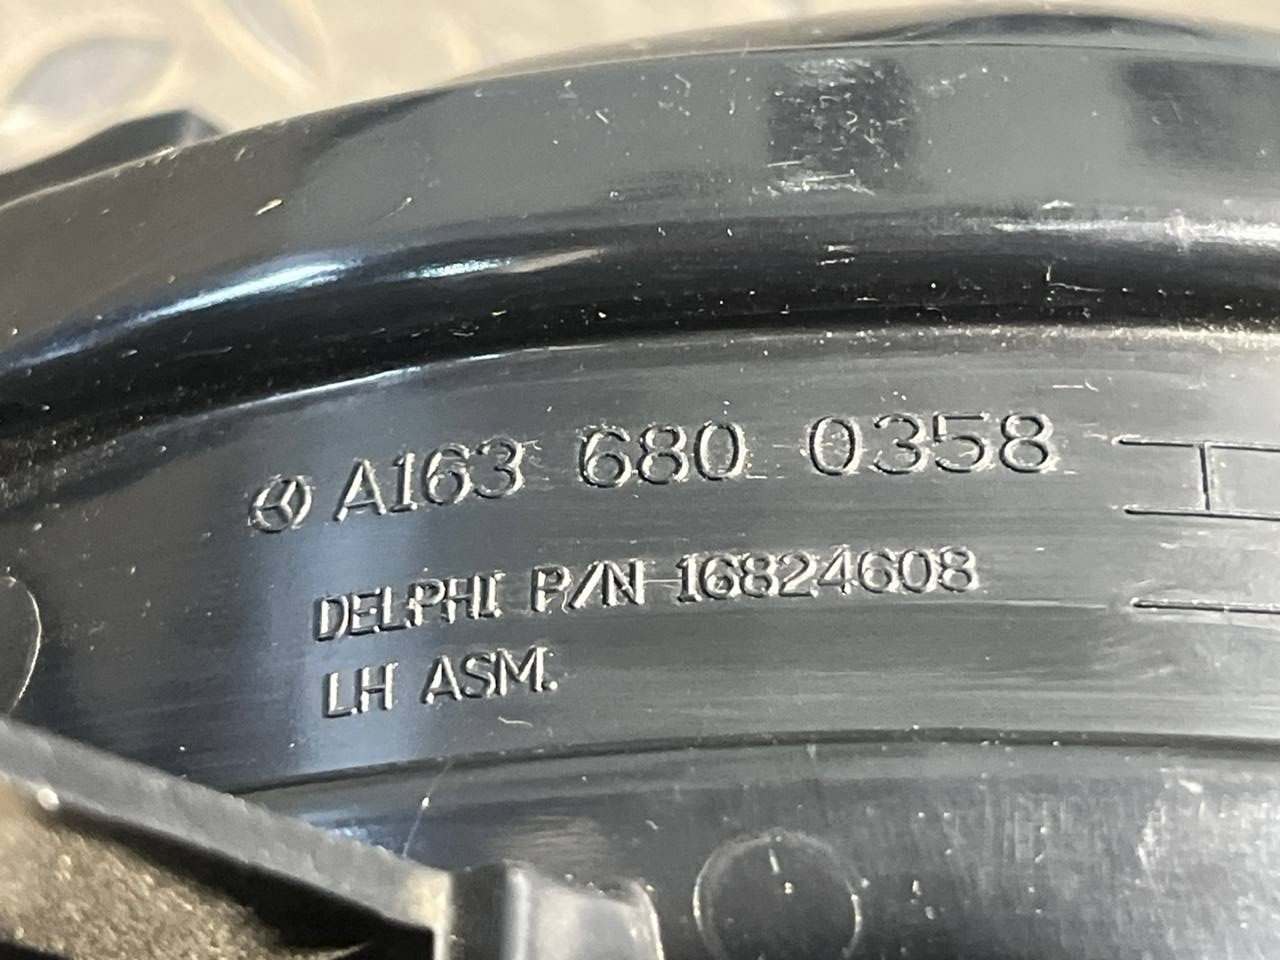 A163 680 0358
DELPHI P/N 16824608
LH ASM.